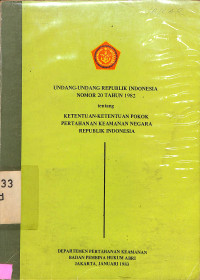 UNDANG-UNDANG REPUBLIK INDONESIA
NOMOR 20 TAHUN 1982
tentang
KETENTUAN-KETENTUAN POKOK
PERTAHANAN KEAMANAN NEGARA
REPUBLIK INDONESIA
33
DEPARTEMEN PERTAHANAN KEAMANAN
BADAN PEMBINA HUKUM ABRI
JAKARTA, JANUARI 1983